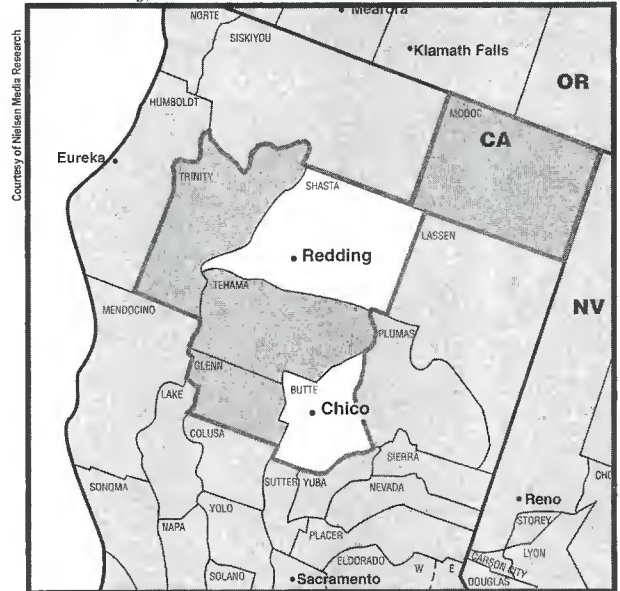 Courtesy of Nielsen Media Research
Medford
NORTE
SISKIYOU
Klamath Falls
OR
HUMBOLDT
MODOC
CA
Eureka
TRINITY
SHASTA
LASSEN
Redding
TEHAMA
MENDOCINO
NV
PLUMAS
GLENN
LAKE
BUTTE
Chico
COLUSA
SIERRA
SONOMA
SUTTER
YUBA
NEVADA
Reno
NAPA
YOLO
PLACER
STOREY
LYON
ELDORADO
W
E
CARSON CITY
SOLANO
Sacramento
DOUGLAS